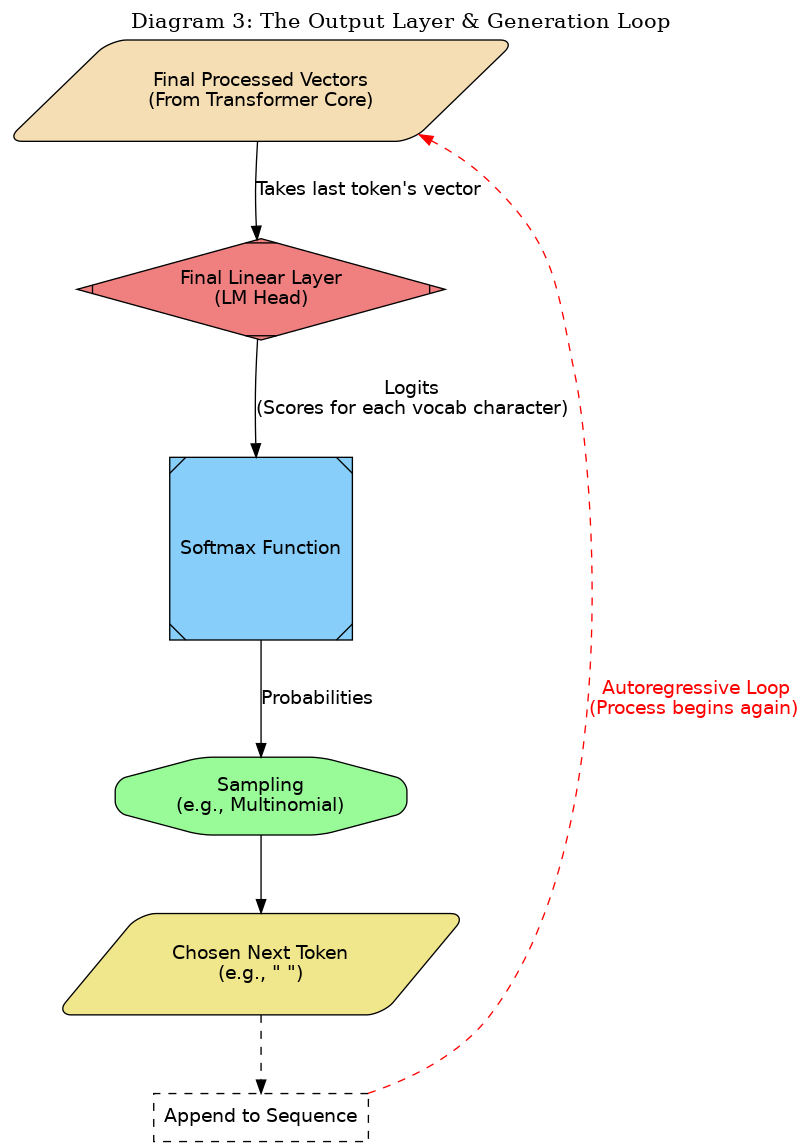 Diagram 3: The Output Layer & Generation Loop
Final Processed Vectors
(From Transformer Core)
Takes last token's vector
Final Linear Layer
(LM Head)
Logits
(Scores for each vocab character)
Softmax Function
Probabilities
Autoregressive Loop
(Process begins again)
Sampling
(e.g., Multinomial)
Chosen Next Token
(e.g., " ")
Append to Sequence